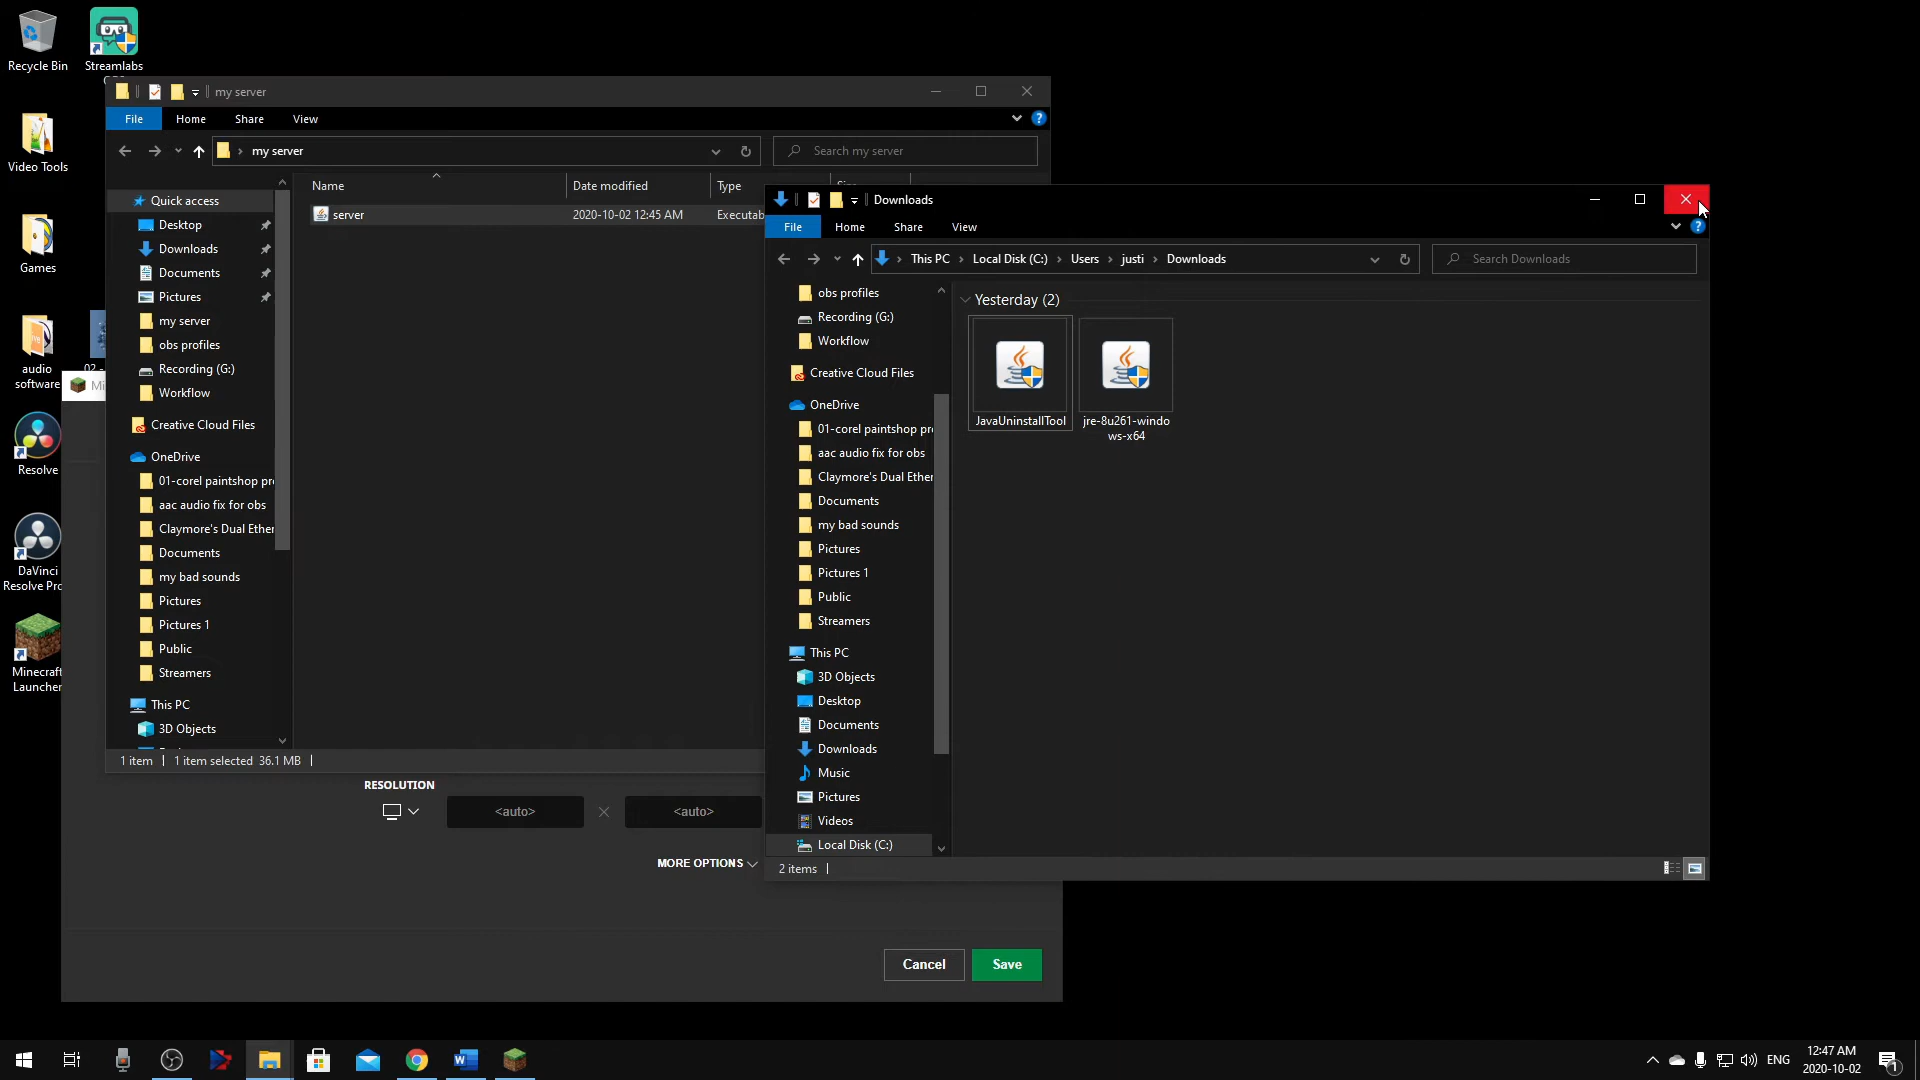 Recycle Bin
Streamlabs
Video Tools
Games
audio
software
02 -
Resolve
DaVinci
Resolve Pro...
Minecraft
Launcher
my server
File
Home
Share
View
my server
Search my server
Name
Date modified
Type
Size
Quick access
Desktop
Downloads
Documents
Pictures
my server
obs profiles
Recording (G:)
Workflow
Creative Cloud Files
OneDrive
01-corel paintshop pr
aac audio fix for obs
Claymore's Dual Ether
Documents
my bad sounds
Pictures
Pictures 1
Public
Streamers
This PC
3D Objects
server
2020-10-02 12:45 AM
Executab
1 item
1 item selected 36.1 MB
Mi
RESOLUTION
<auto>
<auto>
MORE OPTIONS
Cancel
Save
Downloads
File
Home
Share
View
This PC
Local Disk (C:)
Users
justi
Downloads
Search Downloads
obs profiles
Recording (G:)
Workflow
Creative Cloud Files
OneDrive
01-corel paintshop pr
aac audio fix for obs
Claymore's Dual Ether
Documents
my bad sounds
Pictures
Pictures 1
Public
Streamers
This PC
3D Objects
Desktop
Documents
Downloads
Music
Pictures
Videos
Local Disk (C:)
Yesterday (2)
JavaUninstallTool
jre-8u261-windo
ws-x64
2 items
ENG
12:47 AM
2020-10-02
1